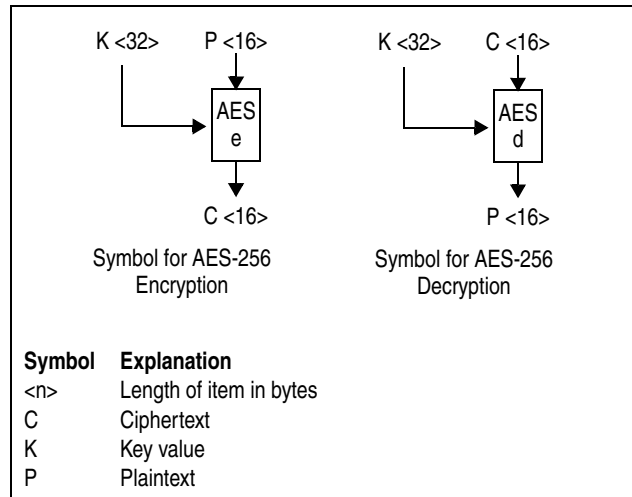 K <32>
P <16>
AES
e
C <16>
Symbol for AES-256
Encryption
K <32>
C <16>
AES
d
P <16>
Symbol for AES-256
Decryption
Symbol Explanation
<n> Length of item in bytes
C Ciphertext
K Key value
P Plaintext